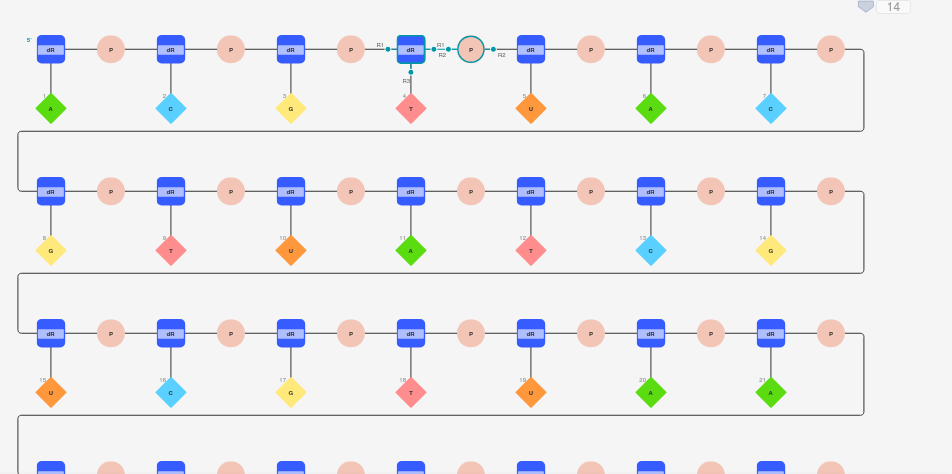 14
5'
dR P dR P dR P R1 dR R1 R2 P R2 dR P dR P dR P
R3
1 2 3 4 5 6 7
A C G T U A C
dR P dR P dR P dR P dR P dR P dR P
8 9 10 11 12 13 14
G T U A T C G
dR P dR P dR P dR P dR P dR P dR P
15 16 17 18 19 20 21
U C G T U A A